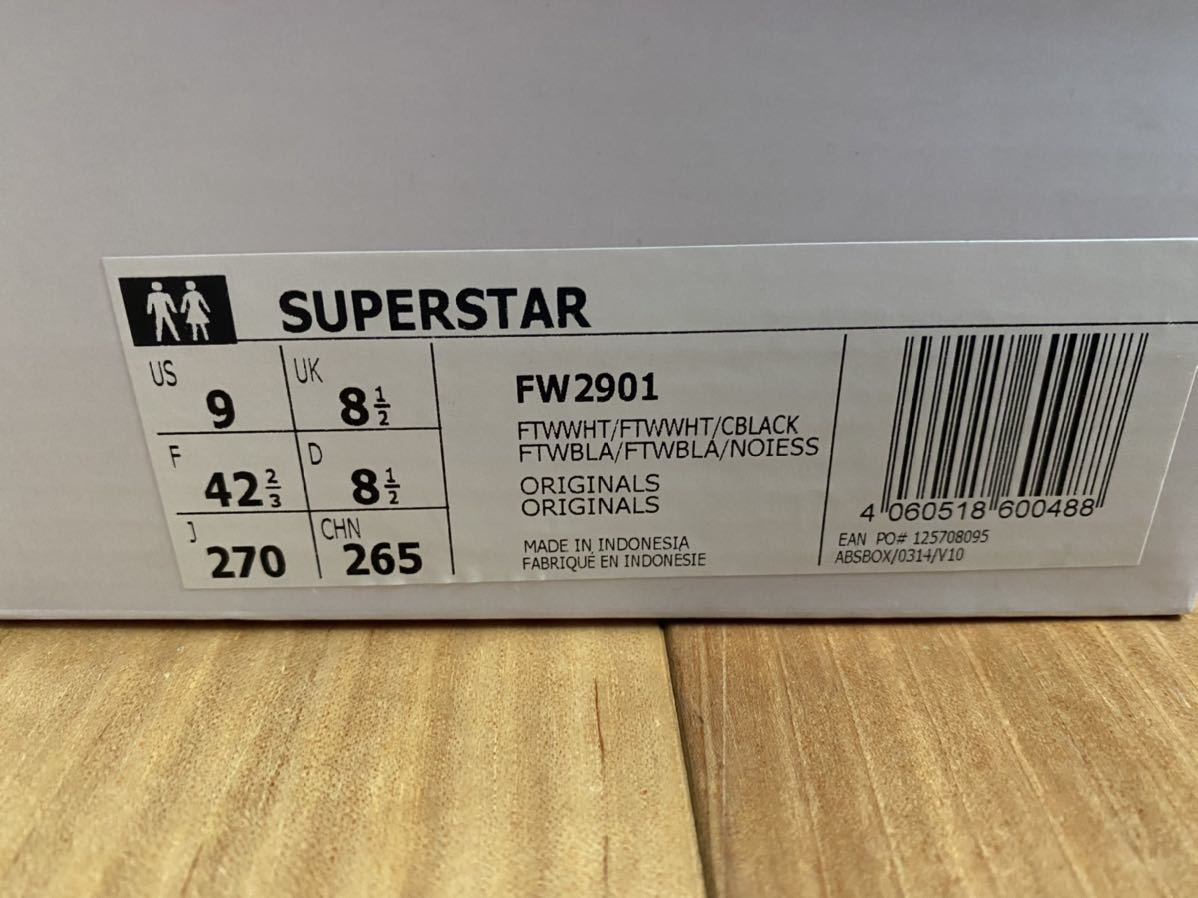 SUPERSTAR
US 9 UK 8 1/2
F 42 2/3 D 8 1/2
J 270 CHN 265
FW2901
FTWWHT/FTWWHT/CBLACK
FTWBLA/FTWBLA/NOIESS
ORIGINALS
ORIGINALS
MADE IN INDONESIA
FABRIQUÉ EN INDONESIE
4 060518 600488
EAN PO# 125708095
ABSBOX/0314/V10